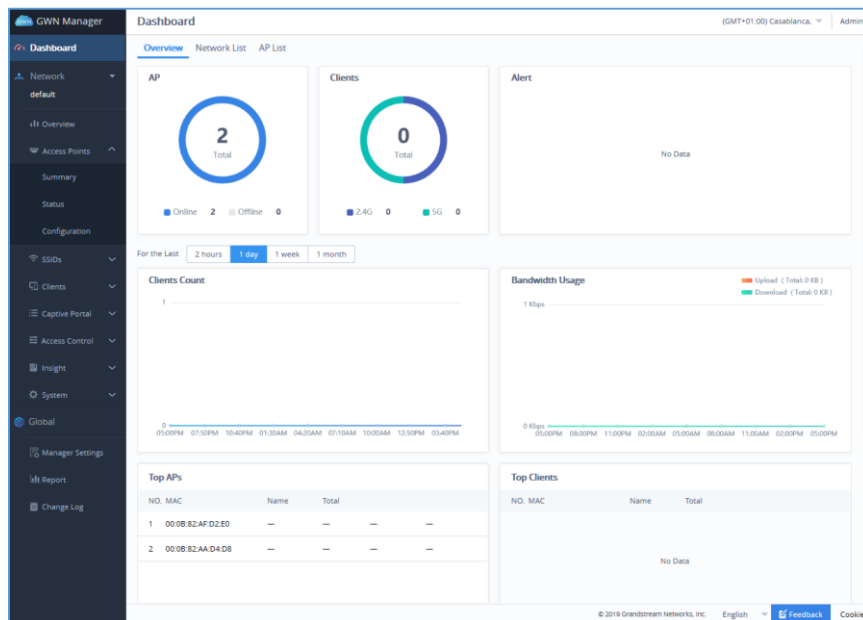 GWN Manager
Dashboard
(GMT+01:00) Casablanca,
Admin
Dashboard
Overview Network List AP List
Network
default
Overview
Access Points
Summary
Status
Configuration
SSIDs
Clients
Captive Portal
Access Control
Insight
System
Global
Manager Settings
Report
Change Log
AP
2
Total
Online 2 Offline 0
Clients
0
Total
2.4G 0 5G 0
Alert
No Data
For the Last 2 hours 1 day 1 week 1 month
Clients Count
1
0
05:00PM 07:50PM 10:40PM 01:30AM 04:20AM 07:10AM 10:00AM 12:50PM 03:40PM
Bandwidth Usage
Upload ( Total: 0 KB )
Download ( Total: 0 KB )
1 Kbps
0 Kbps
05:00PM 08:00PM 11:00PM 02:00AM 05:00AM 08:00AM 11:00AM 02:00PM 05:00PM
Top APs
NO. MAC Name Total
1 00:0B:82:AF:D2:E0 — — — —
2 00:0B:82:AA:D4:D8 — — — —
Top Clients
NO. MAC Name Total
No Data
© 2019 Grandstream Networks, Inc. English Feedback Cookie